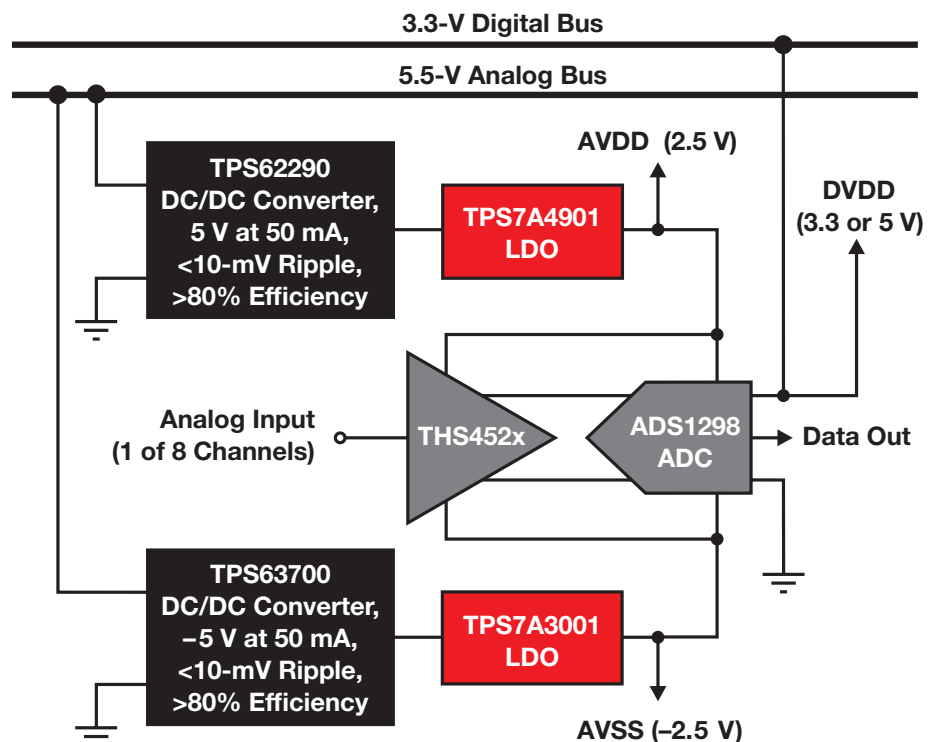 3.3-V Digital Bus
5.5-V Analog Bus
TPS62290
DC/DC Converter,
5 V at 50 mA,
<10-mV Ripple,
>80% Efficiency
TPS7A4901
LDO
AVDD (2.5 V)
DVDD
(3.3 or 5 V)
Analog Input
(1 of 8 Channels)
THS452x
ADS1298
ADC
Data Out
TPS63700
DC/DC Converter,
–5 V at 50 mA,
<10-mV Ripple,
>80% Efficiency
TPS7A3001
LDO
AVSS (–2.5 V)